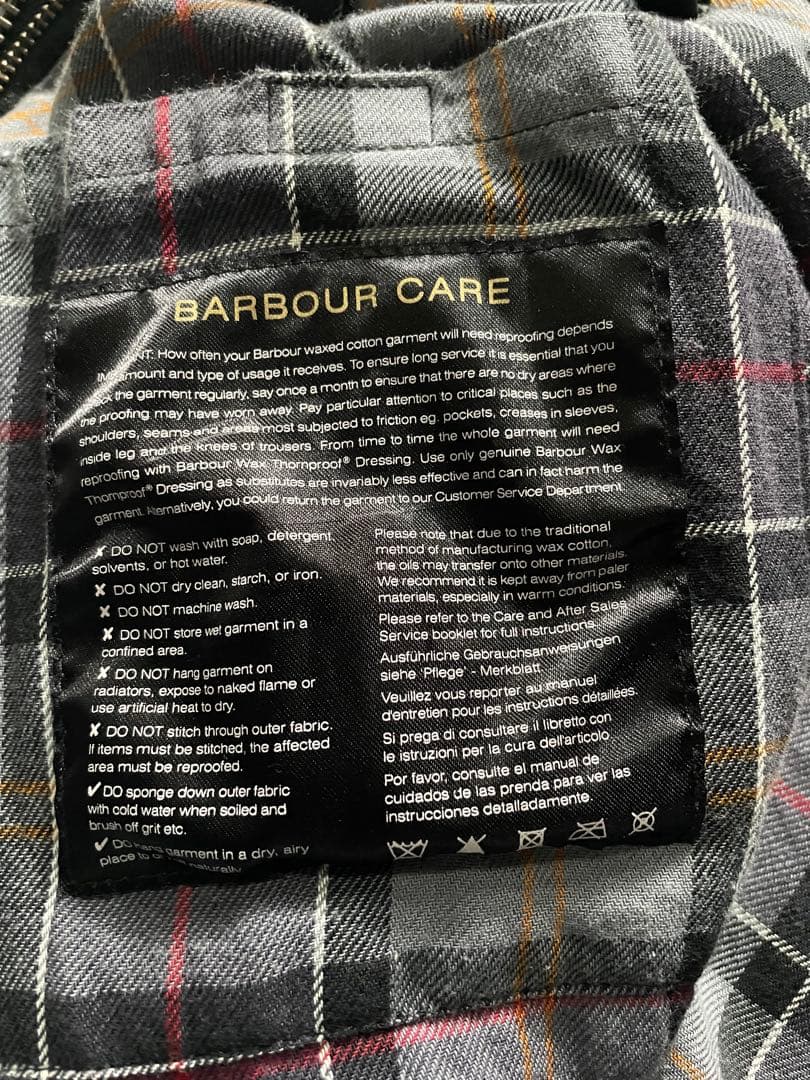 BARBOUR CARE
NT: How often your Barbour waxed cotton garment will need reproofing depends
mount and type of usage it receives. To ensure long service it is essential that you
the garment regularly, say once a month to ensure that there are no dry areas where
the proofing may have worn away. Pay particular attention to critical places such as the
shoulders, seams and areas most subjected to friction eg. pockets, creases in sleeves,
inside leg and the knees of trousers. From time to time the whole garment will need
reproofing with Barbour Wax Thornproof® Dressing. Use only genuine Barbour Wax
Thornproof® Dressing as substitutes are invariably less effective and can in fact harm the
garment. Alternatively, you could return the garment to our Customer Service Department.
✗ DO NOT wash with soap, detergent
solvents, or hot water.
✗ DO NOT dry clean, starch, or iron.
✗ DO NOT machine wash.
✗ DO NOT store wet garment in a
confined area.
✗ DO NOT hang garment on
radiators, expose to naked flame or
use artificial heat to dry.
✗ DO NOT stitch through outer fabric.
If items must be stitched, the affected
area must be reproofed.
✔ DO sponge down outer fabric
with cold water when soiled and
brush off grit etc.
✔ DO hang garment in a dry, airy
place to naturally
Please note that due to the traditional
method of manufacturing wax cotton,
the oils may transfer onto other materials.
We recommend it is kept away from paler
materials, especially in warm conditions.
Please refer to the Care and After Sales
Service booklet for full instructions.
Ausführliche Gebrauchsanweisungen
siehe 'Pflege' - Merkblatt
Veuillez vous reporter au manuel
d'entretien pour les instructions détaillées.
Si prega di consultare il libretto con
le istruzioni per la cura dell'articolo
Por favor, consulte el manual de
cuidados de las prenda para ver las
instrucciones detalladamente.